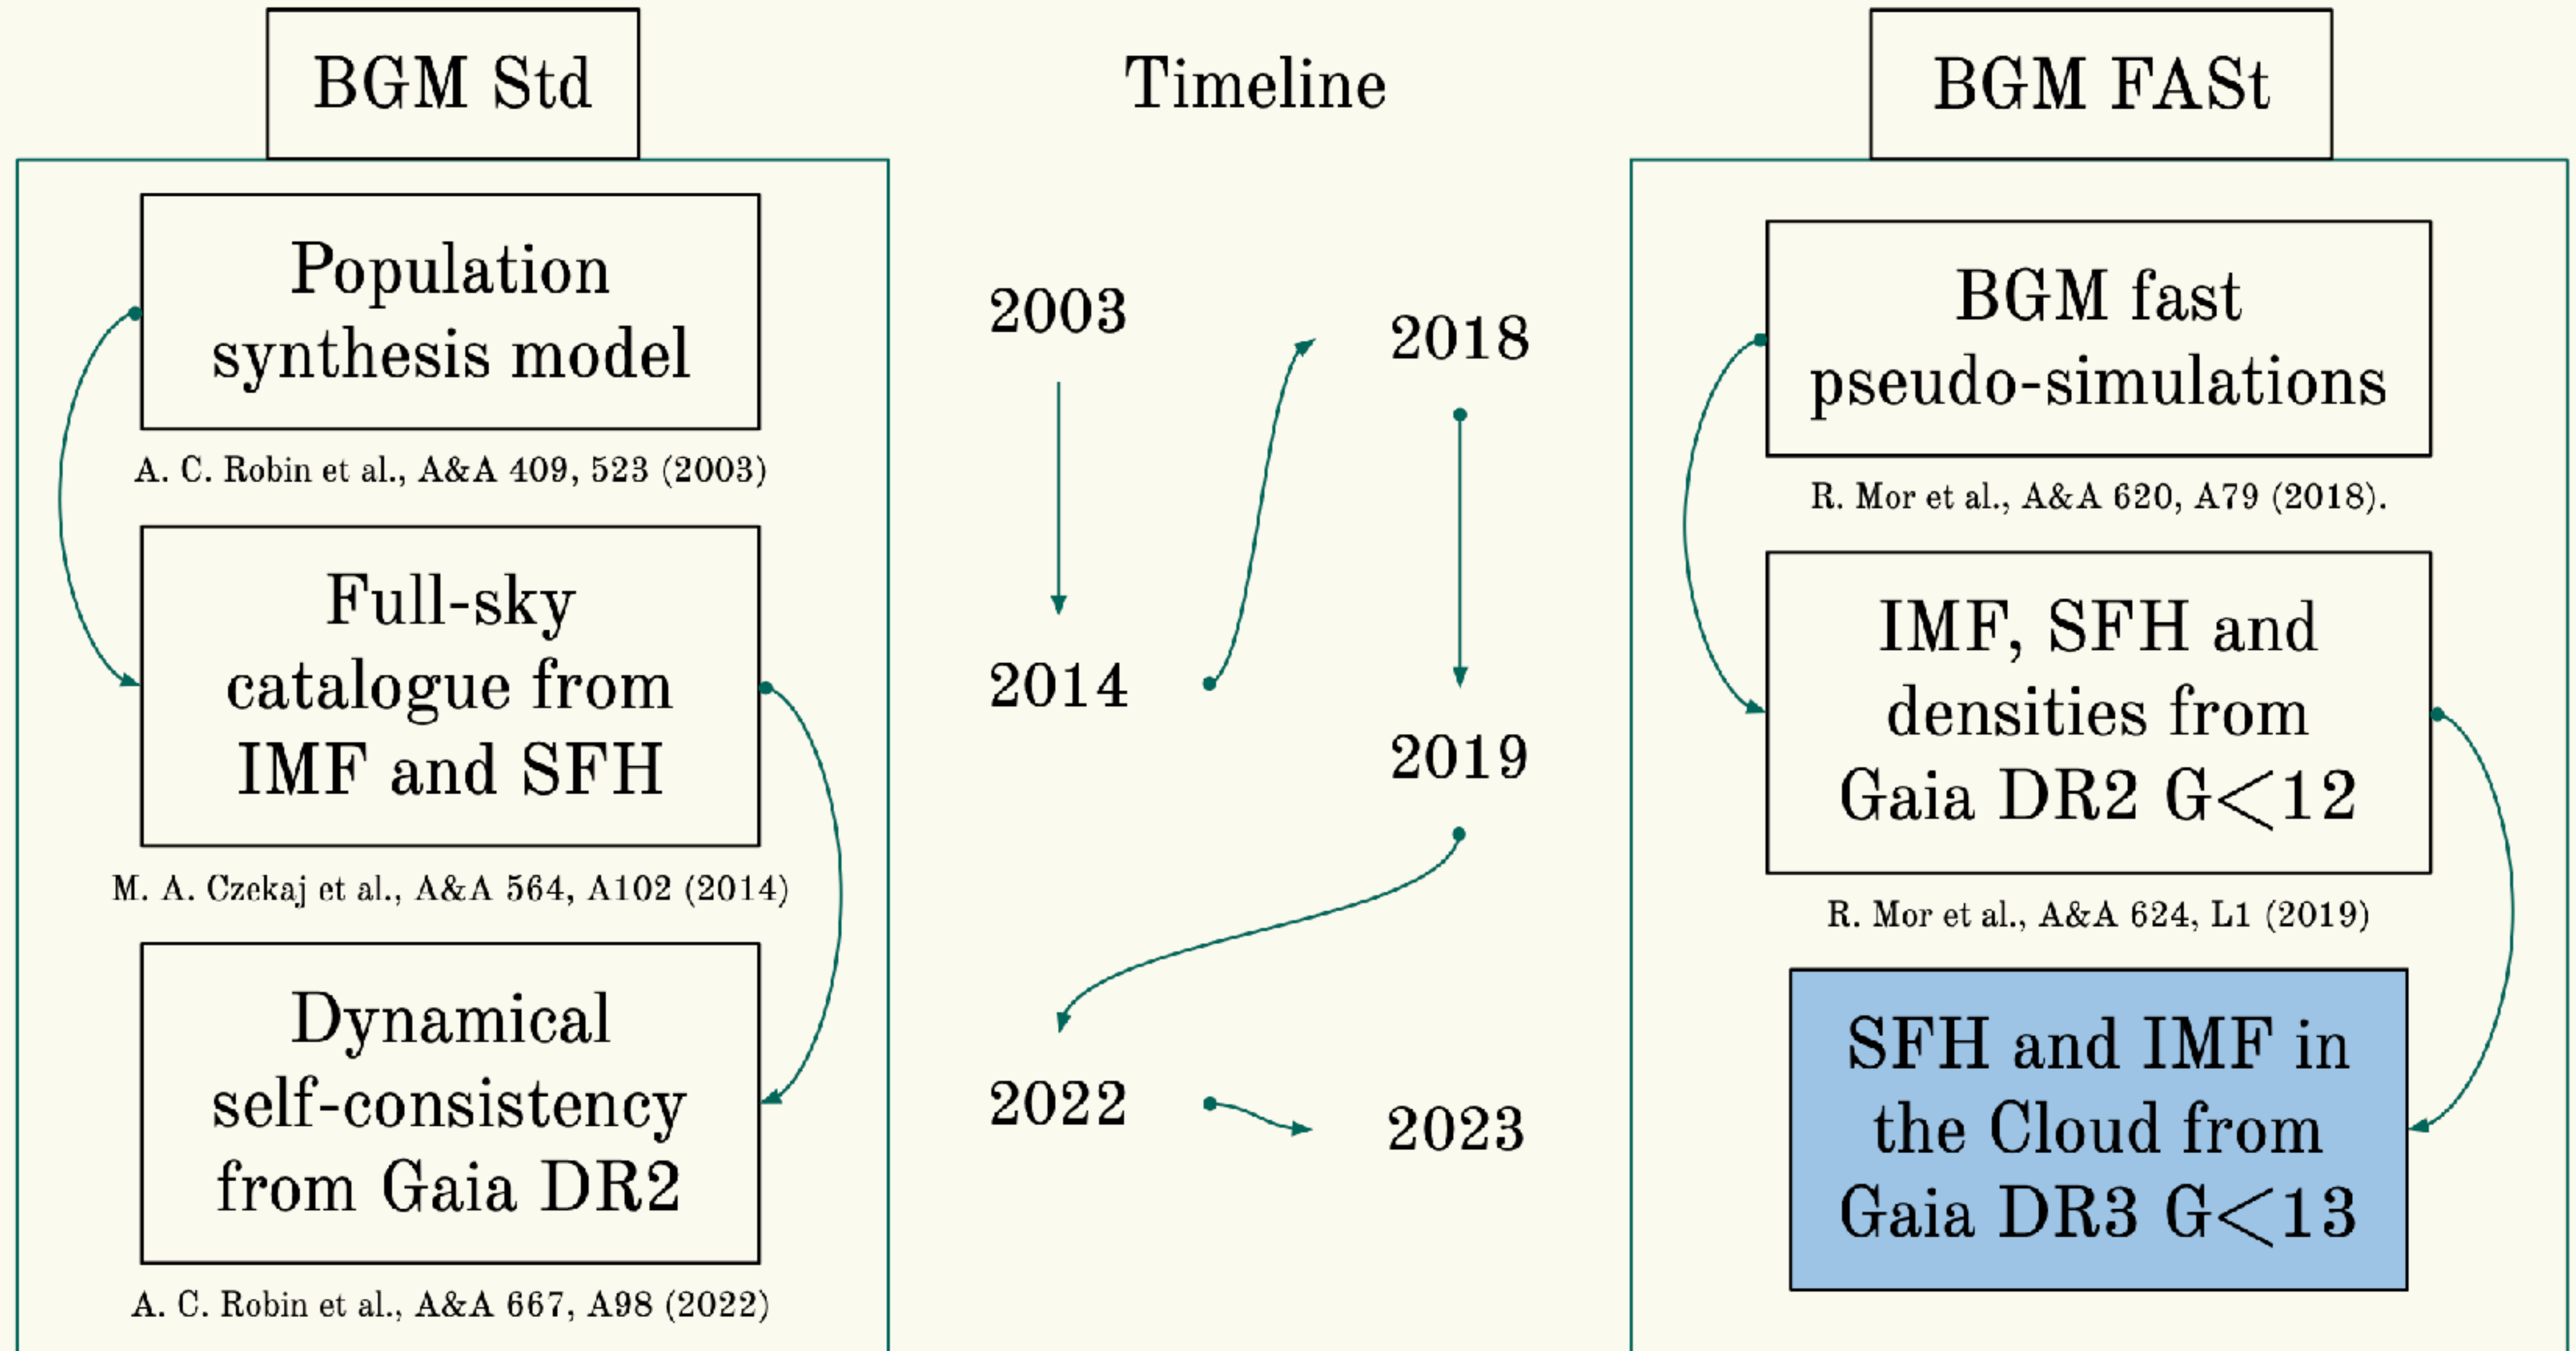 BGM Std
Population
synthesis model
A. C. Robin et al., A&A 409, 523 (2003)
Full-sky
catalogue from
IMF and SFH
M. A. Czekaj et al., A&A 564, A102 (2014)
Dynamical
self-consistency
from Gaia DR2
A. C. Robin et al., A&A 667, A98 (2022)
Timeline
2003
2018
2014
2019
2022
2023
BGM FASt
BGM fast
pseudo-simulations
R. Mor et al., A&A 620, A79 (2018).
IMF, SFH and
densities from
Gaia DR2 G<12
R. Mor et al., A&A 624, L1 (2019)
SFH and IMF in
the Cloud from
Gaia DR3 G<13